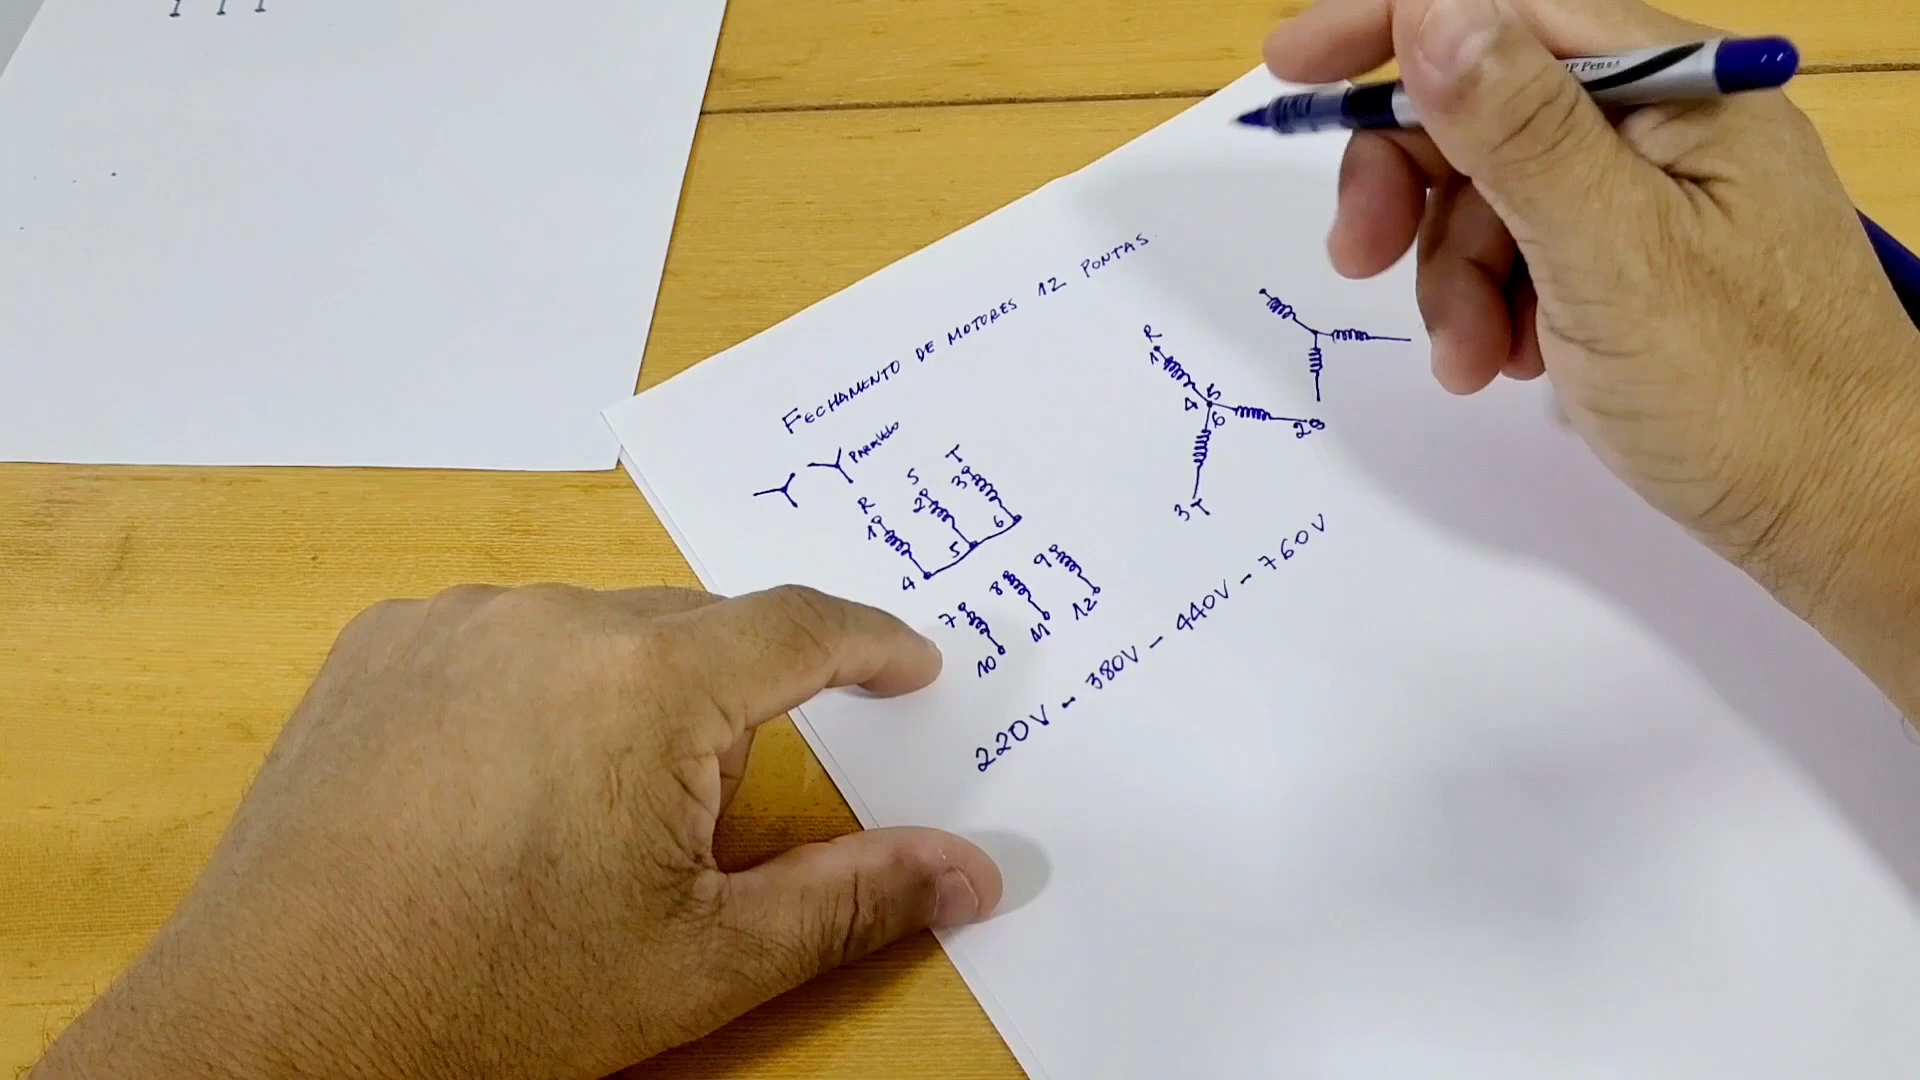 FECHAMENTO DE MOTORES 12 PONTAS
PARALELO
R S T
1 2 3
4 5 6
7 8 9
10 11 12
R
1
4 5
6
2 S
3 T
220V - 380V - 440V - 760V